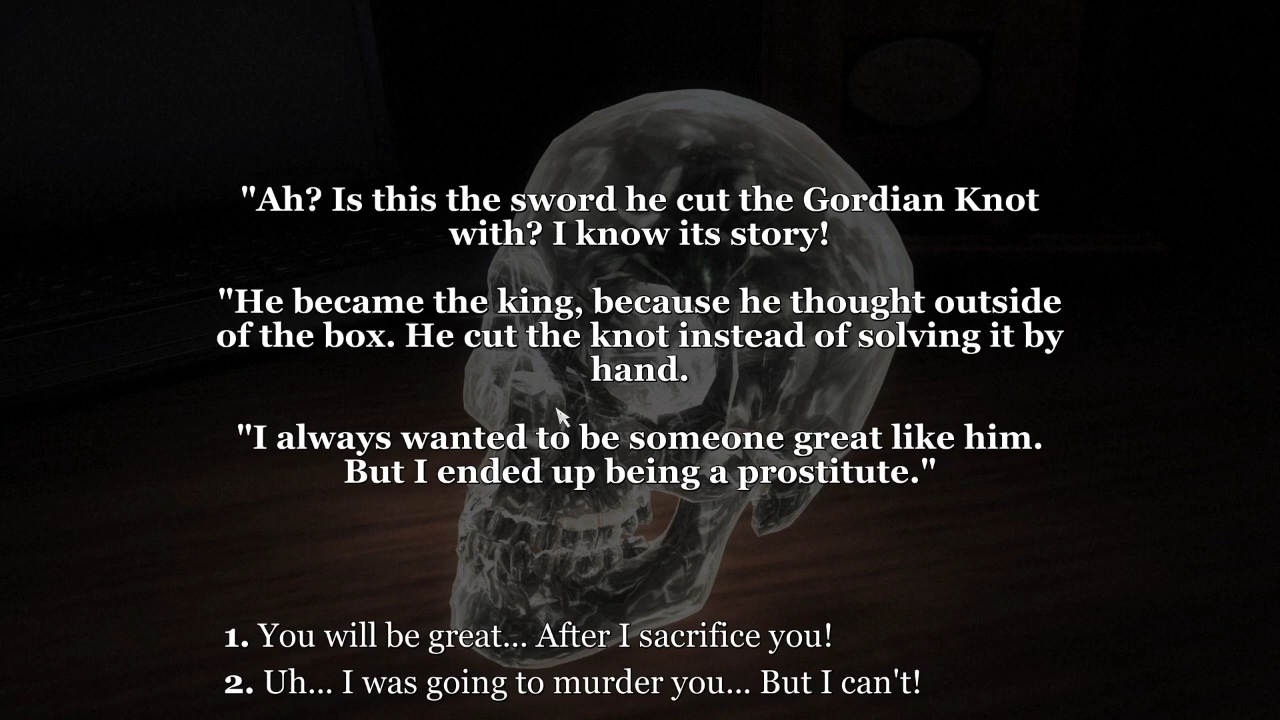 "Ah? Is this the sword he cut the Gordian Knot
with? I know its story!
"He became the king, because he thought outside
of the box. He cut the knot instead of solving it by
hand.
"I always wanted to be someone great like him.
But I ended up being a prostitute."
1. You will be great... After I sacrifice you!
2. Uh... I was going to murder you... But I can't!